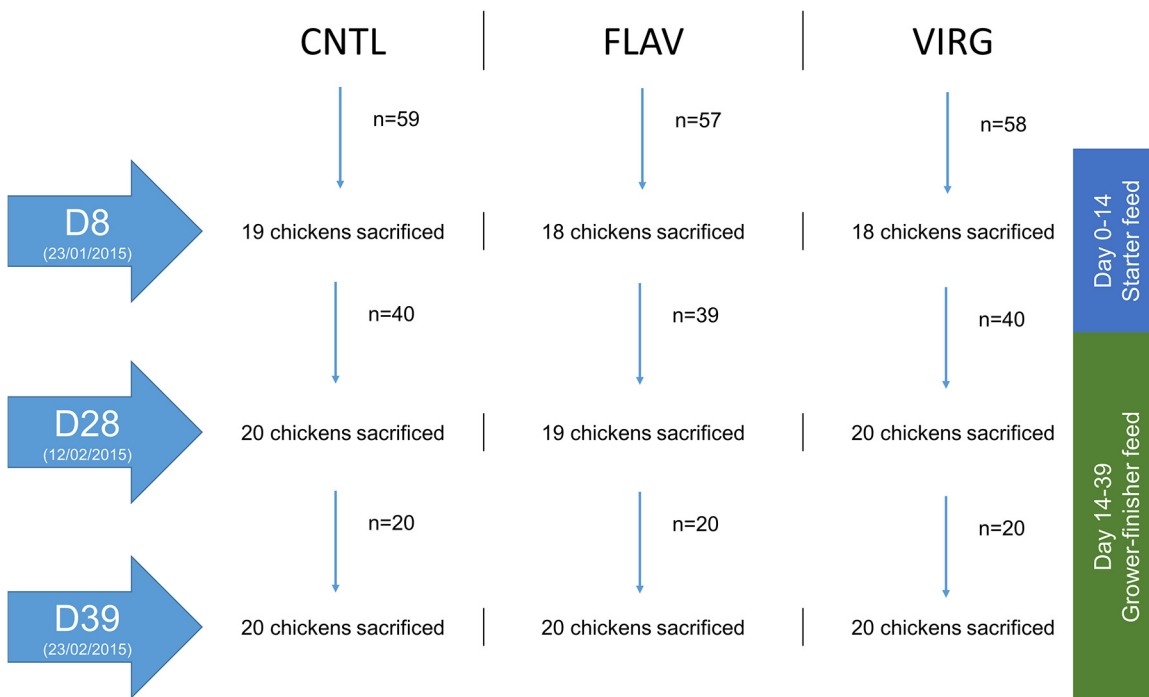 CNTL
FLAV
VIRG
n=59
n=57
n=58
D8
(23/01/2015)
19 chickens sacrificed
18 chickens sacrificed
18 chickens sacrificed
Day 0-14
Starter feed
n=40
n=39
n=40
D28
(12/02/2015)
20 chickens sacrificed
19 chickens sacrificed
20 chickens sacrificed
Day 14-39
Grower-finisher feed
n=20
n=20
n=20
D39
(23/02/2015)
20 chickens sacrificed
20 chickens sacrificed
20 chickens sacrificed